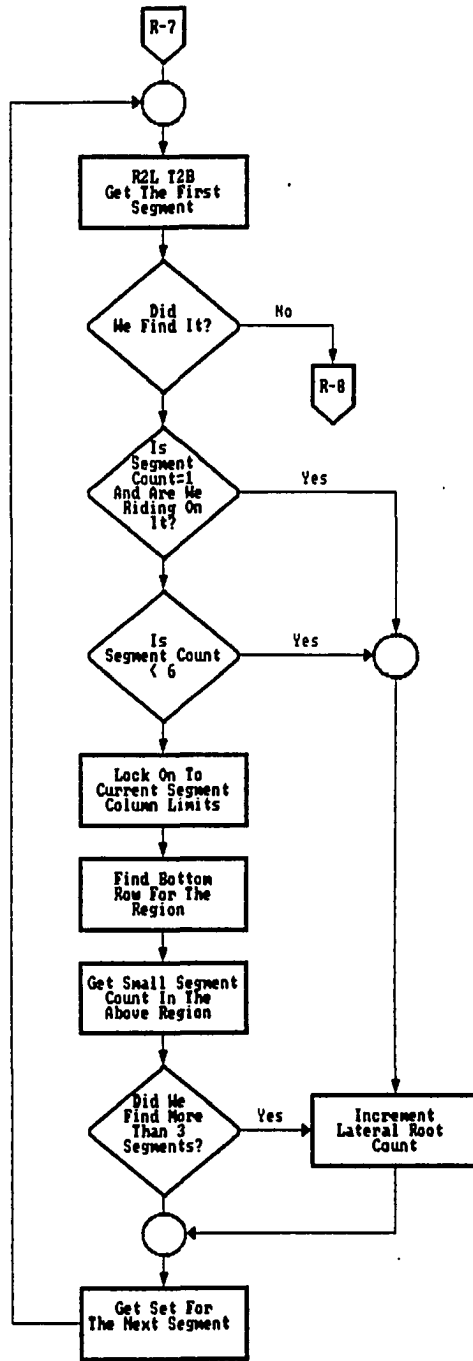 R-7
R2L T2B
Get The First
Segment
Did
We Find It?
No
R-8
Is
Segment
Count=1
And Are We
Riding On
It?
Yes
Is
Segment Count
< 6
Yes
Lock On To
Current Segment
Column Limits
Find Bottom
Row For The
Region
Get Small Segment
Count In The
Above Region
Did We
Find More
Than 3
Segments?
Yes
Increment
Lateral Root
Count
Get Set For
The Next Segment